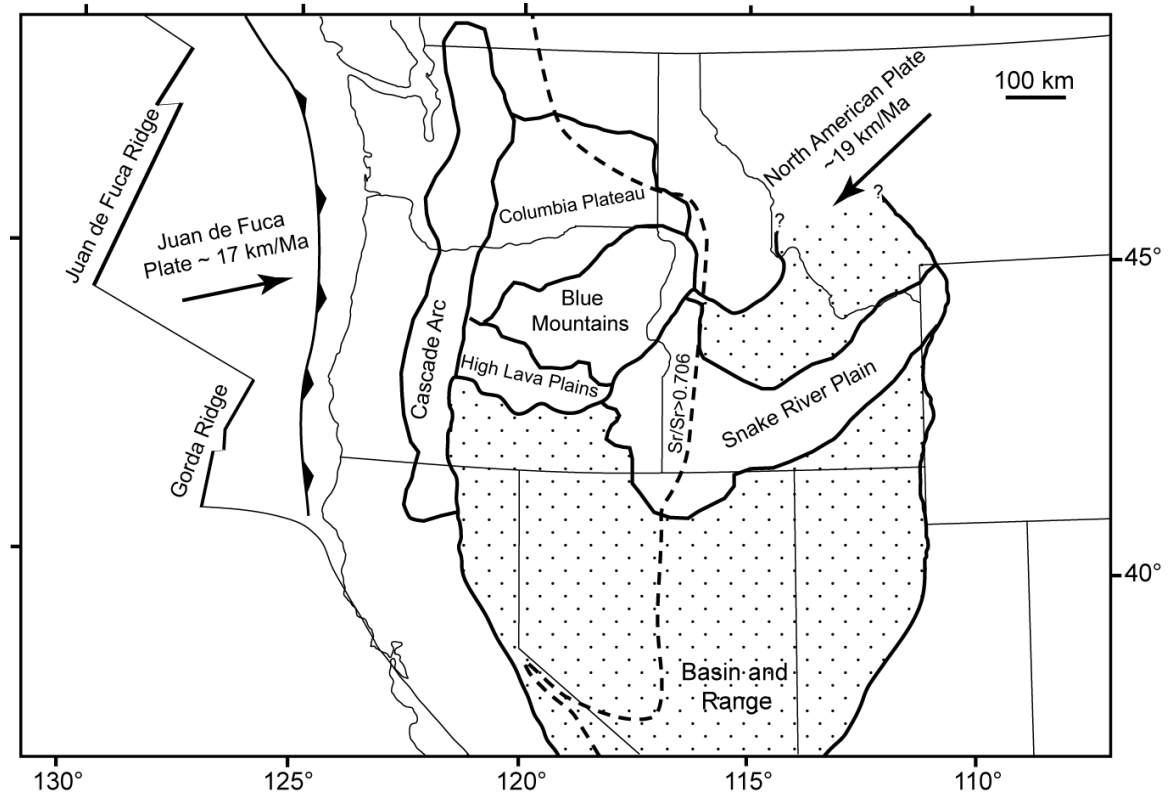 100 km
North American Plate
~19 km/Ma
?
?
Juan de Fuca Ridge
Columbia Plateau
Juan de Fuca
Plate ~ 17 km/Ma
45°
Blue
Mountains
Cascade Arc
High Lava Plains
Sr/Sr>0.706
Snake River Plain
Gorda Ridge
40°
Basin and
Range
130°
125°
120°
115°
110°